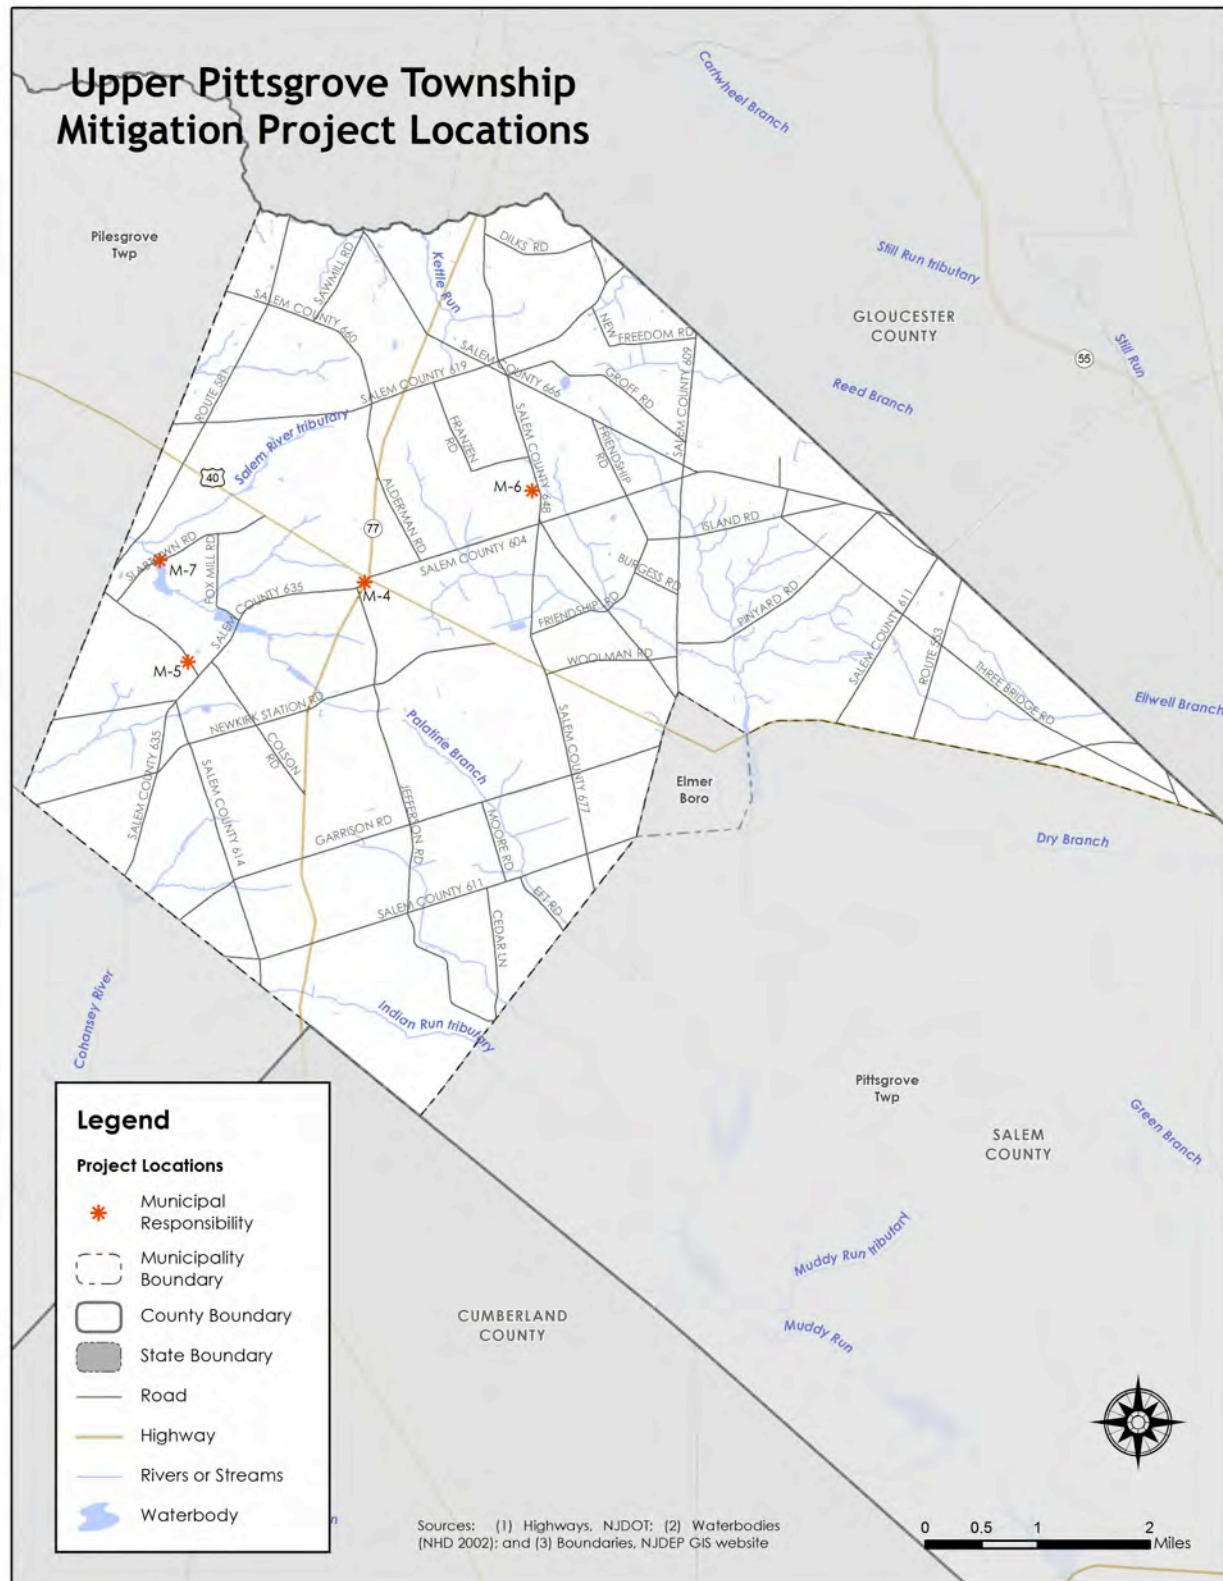 Upper Pittsgrove Township
Mitigation Project Locations
Cartwheel Branch
Pilesgrove
Twp
DILKS RD
SAWMILL RD
Kettle Run
Still Run tributary
SALEM COUNTY 660
GLOUCESTER
COUNTY
NEW
FREEDOM RD
Still Run
55
SALEM COUNTY 666
SALEM COUNTY 619
SALEM COUNTY 609
GROFF RD
Reed Branch
ROUTE 581
FRANZEN
RD
SALEM COUNTY 648
FRIENDSHIP
RD
Salem River tributary
40
M-6
ALDERMAN RD
77
ISLAND RD
SLABTOWN RD
FOX MILL RD
SALEM COUNTY 604
M-7
BURGESS RD
SALEM COUNTY 635
M-4
FRIENDSHIP RD
PINYARD RD
SALEM COUNTY 611
ROUTE 553
WOOLMAN RD
M-5
THREE BRIDGE RD
NEWKIRK STATION RD
Ellwell Branch
Palatine Branch
SALEM COUNTY 677
COLSON
RD
SALEM COUNTY 635
SALEM COUNTY 614
Elmer
Boro
JEFFERSON RD
GARRISON RD
MOORE RD
Dry Branch
SALEM COUNTY 611
EFT RD
CEDAR LN
Cohansey River
Indian Run tributary
Pittsgrove
Twp
SALEM
COUNTY
Green Branch
Muddy Run tributary
CUMBERLAND
COUNTY
Muddy Run
Legend
Project Locations
Municipal
Responsibility
Municipality
Boundary
County Boundary
State Boundary
Road
Highway
Rivers or Streams
Waterbody
n
Sources: (1) Highways, NJDOT; (2) Waterbodies
(NHD 2002); and (3) Boundaries, NJDEP GIS website
0 0.5 1 2
Miles